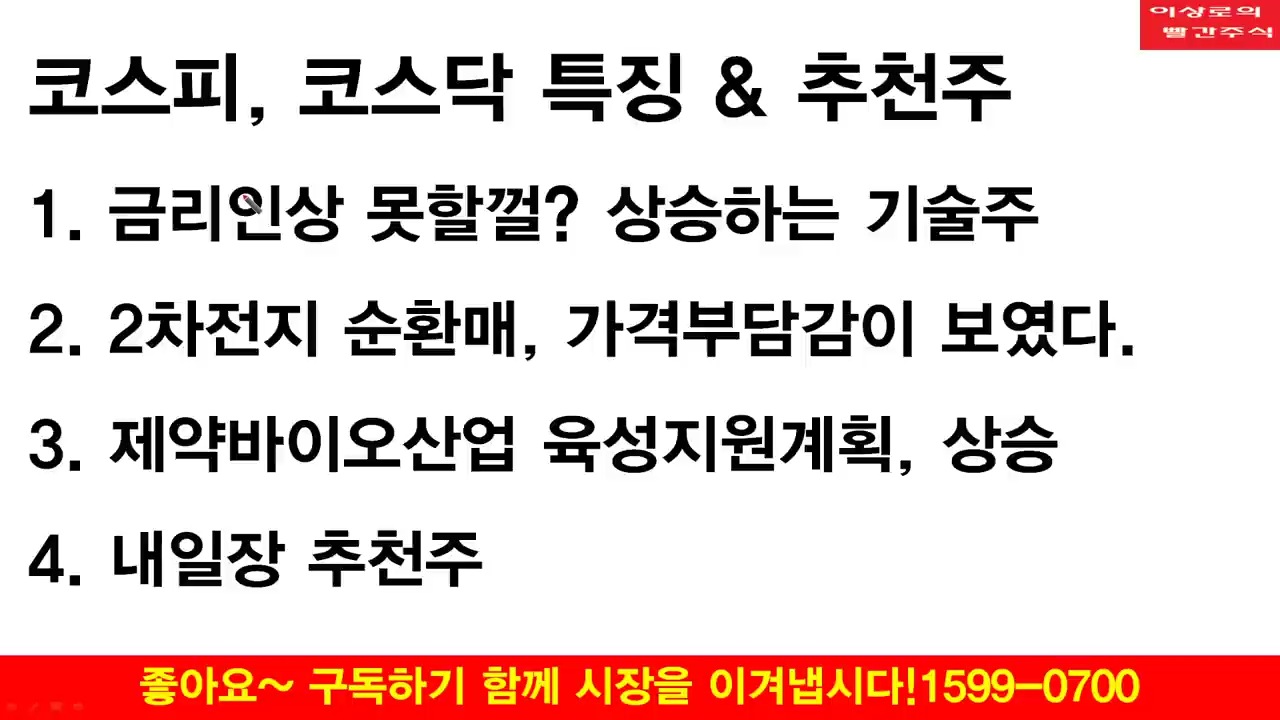 이상로의
빨간주식
코스피, 코스닥 특징 & 추천주
1. 금리인상 못할껄? 상승하는 기술주
2. 2차전지 순환매, 가격부담감이 보였다.
3. 제약바이오산업 육성지원계획, 상승
4. 내일장 추천주
좋아요~ 구독하기 함께 시장을 이겨냅시다!1599-0700